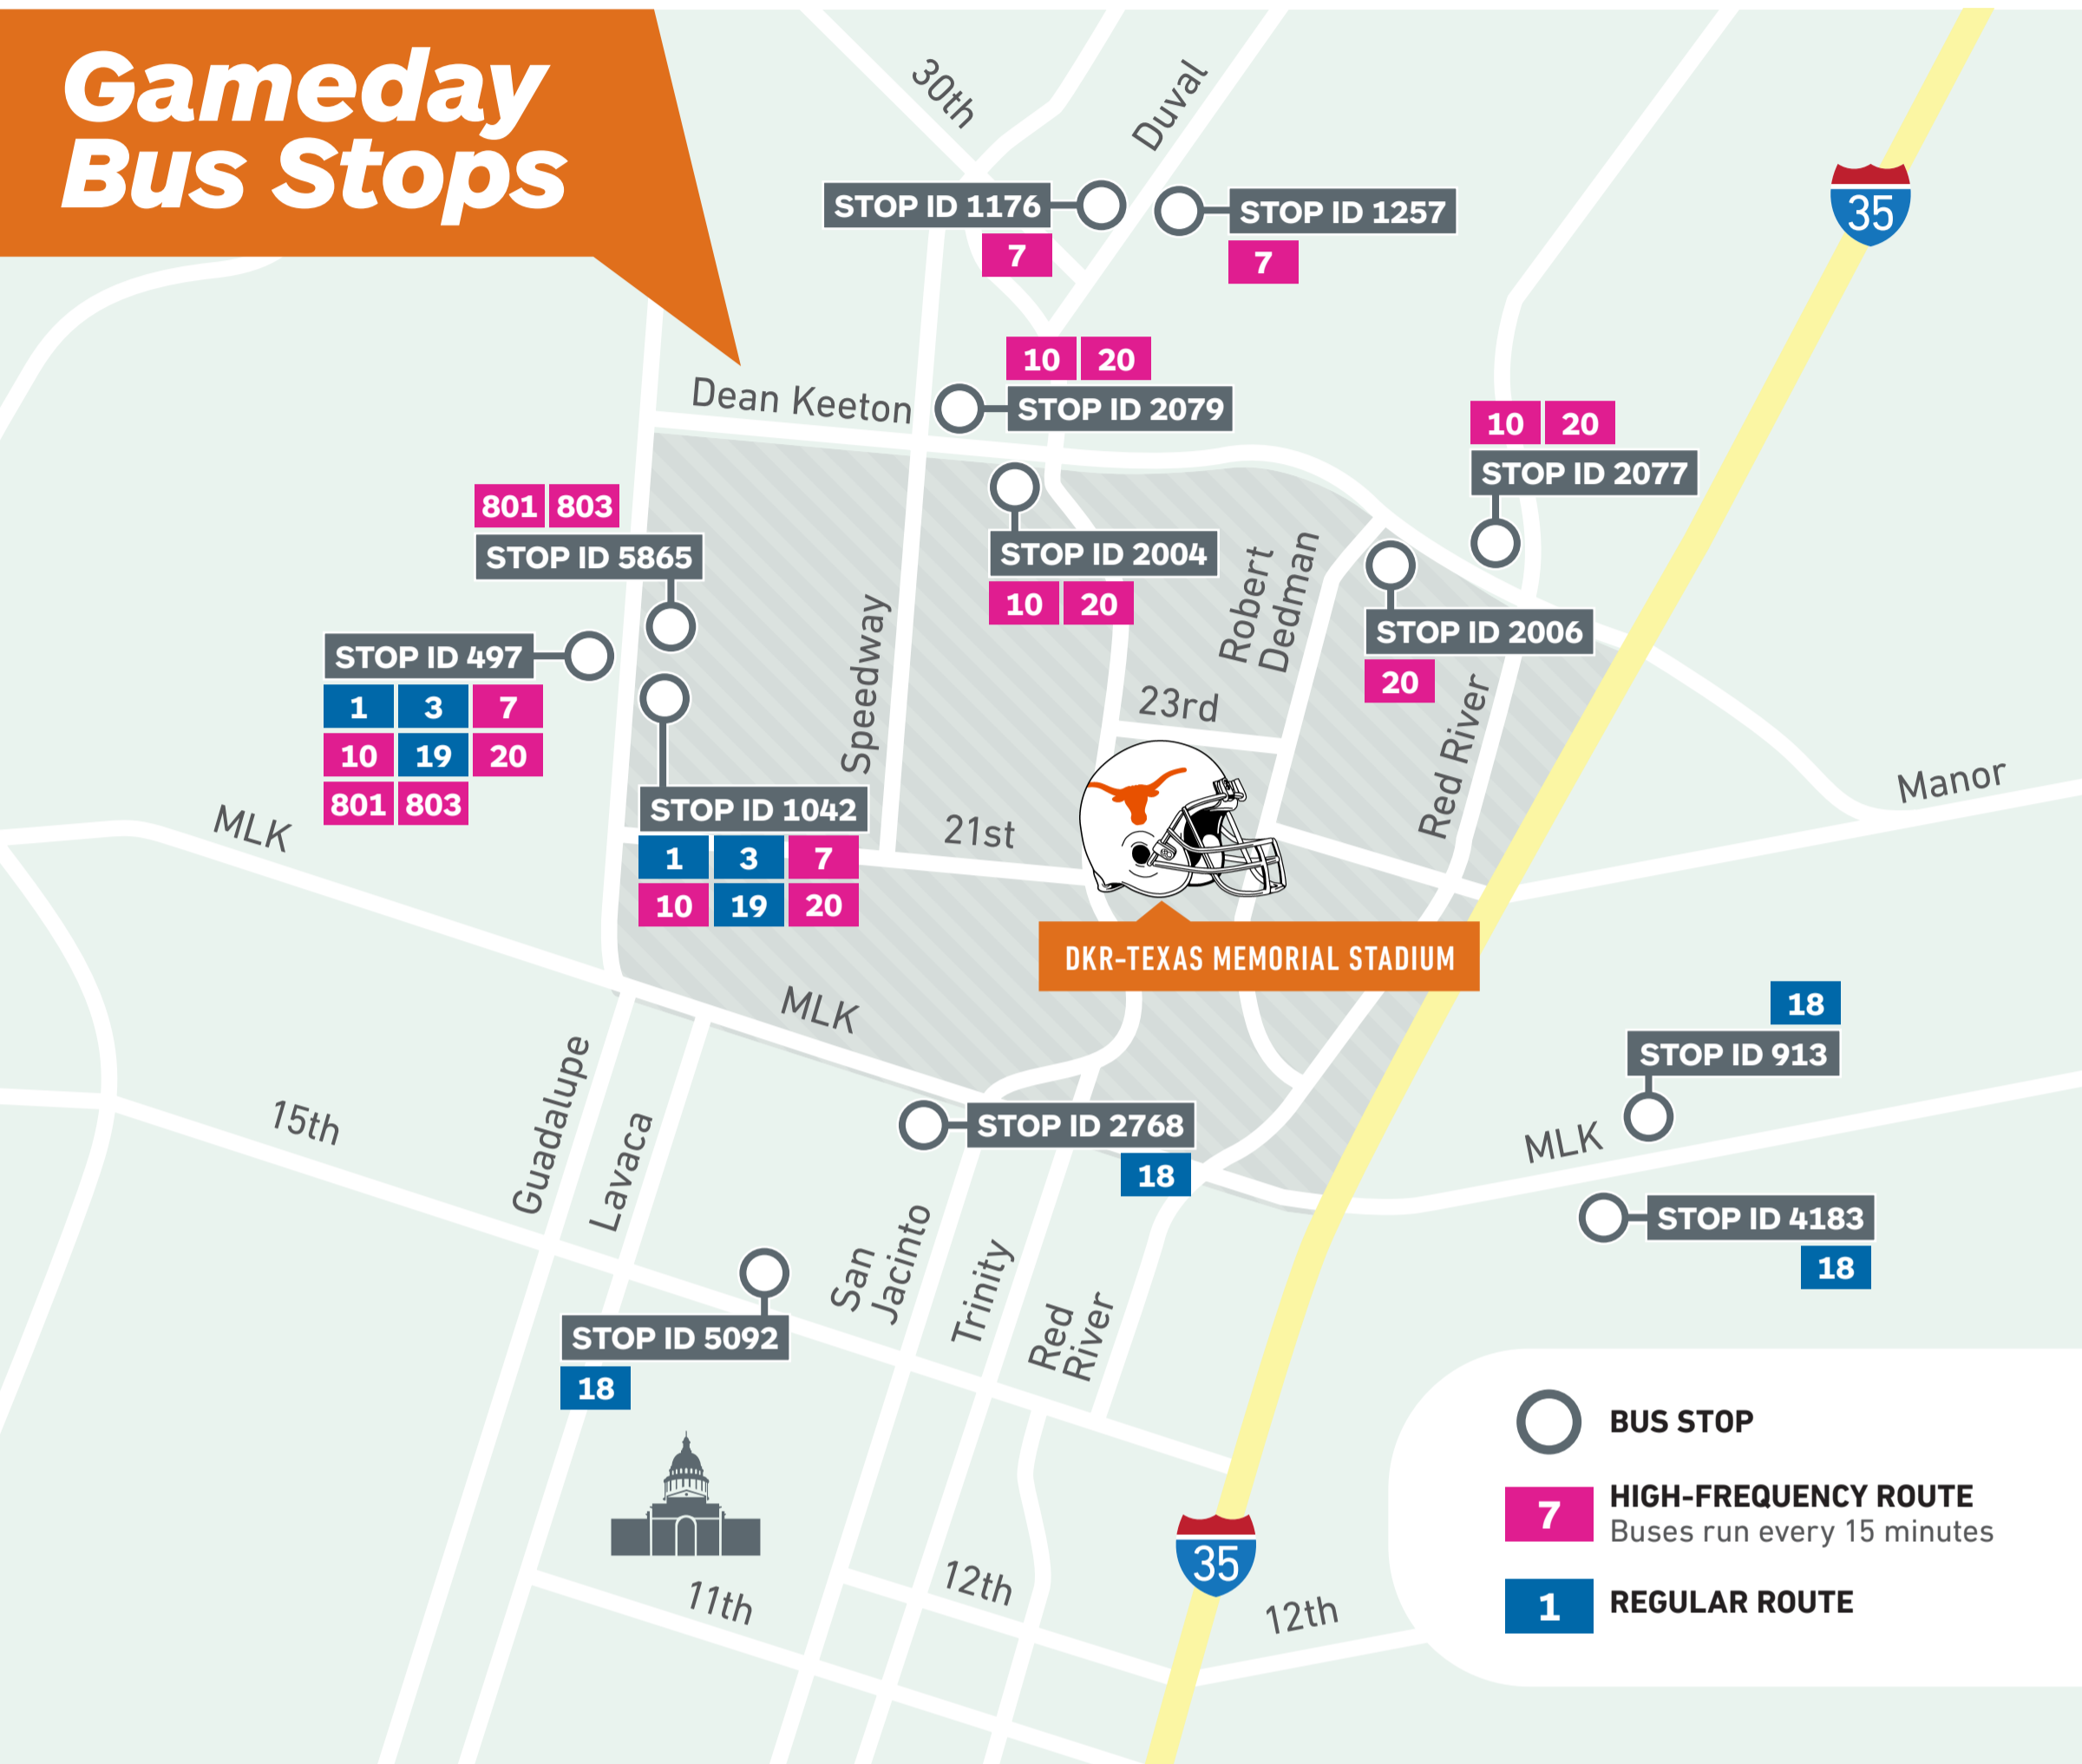 Gameday
Bus Stops
30th
Duval
35
STOP ID 1176
7
STOP ID 1257
7
10 20
STOP ID 2079
Dean Keeton
10 20
STOP ID 2077
801 803
STOP ID 5865
STOP ID 2004
10 20
Robert
Dedman
STOP ID 2006
20
STOP ID 497
1 3 7
10 19 20
801 803
Speedway
23rd
Red River
Manor
MLK
STOP ID 1042
1 3 7
10 19 20
21st
DKR-TEXAS MEMORIAL STADIUM
MLK
18
STOP ID 913
MLK
15th
Guadalupe
Lavaca
STOP ID 2768
18
STOP ID 4183
18
San
Jacinto
Trinity
Red
River
STOP ID 5092
18
BUS STOP
7
HIGH-FREQUENCY ROUTE
Buses run every 15 minutes
35
1
REGULAR ROUTE
11th
12th
12th